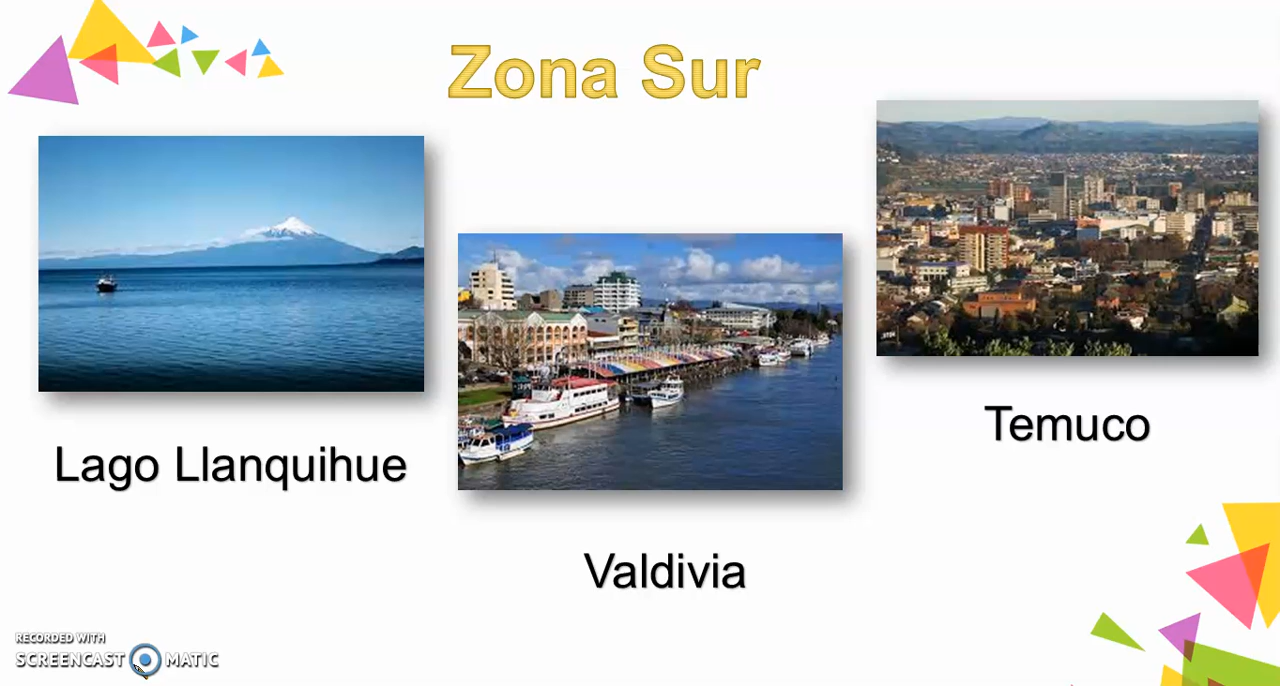 Zona Sur
Lago Llanquihue
Valdivia
Temuco
RECORDED WITH
SCREENCAST MATIC